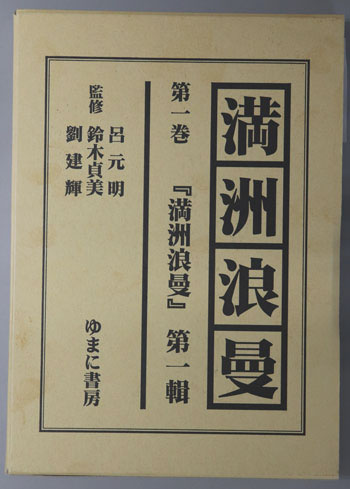 満洲浪曼
第一巻 『満洲浪曼』 第一輯
監修 呂元明
鈴木貞美
劉建輝
ゆまに書房